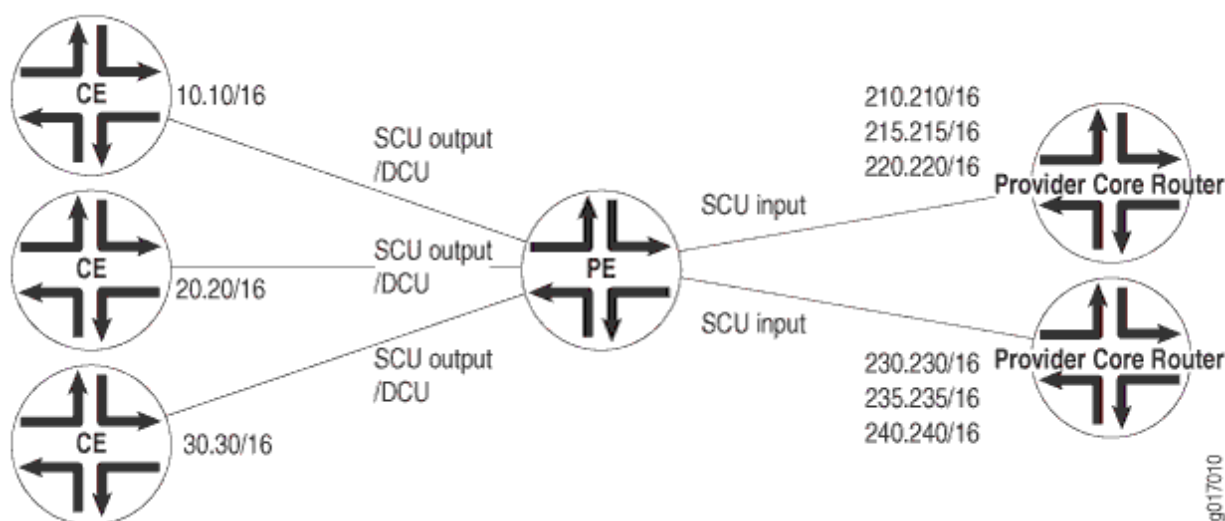 CE
10.10/16
SCU output
/DCU
CE
20.20/16
SCU output
/DCU
CE
30.30/16
SCU output
/DCU
PE
SCU input
SCU input
210.210/16
215.215/16
220.220/16
Provider Core Router
Provider Core Router
230.230/16
235.235/16
240.240/16
g017010